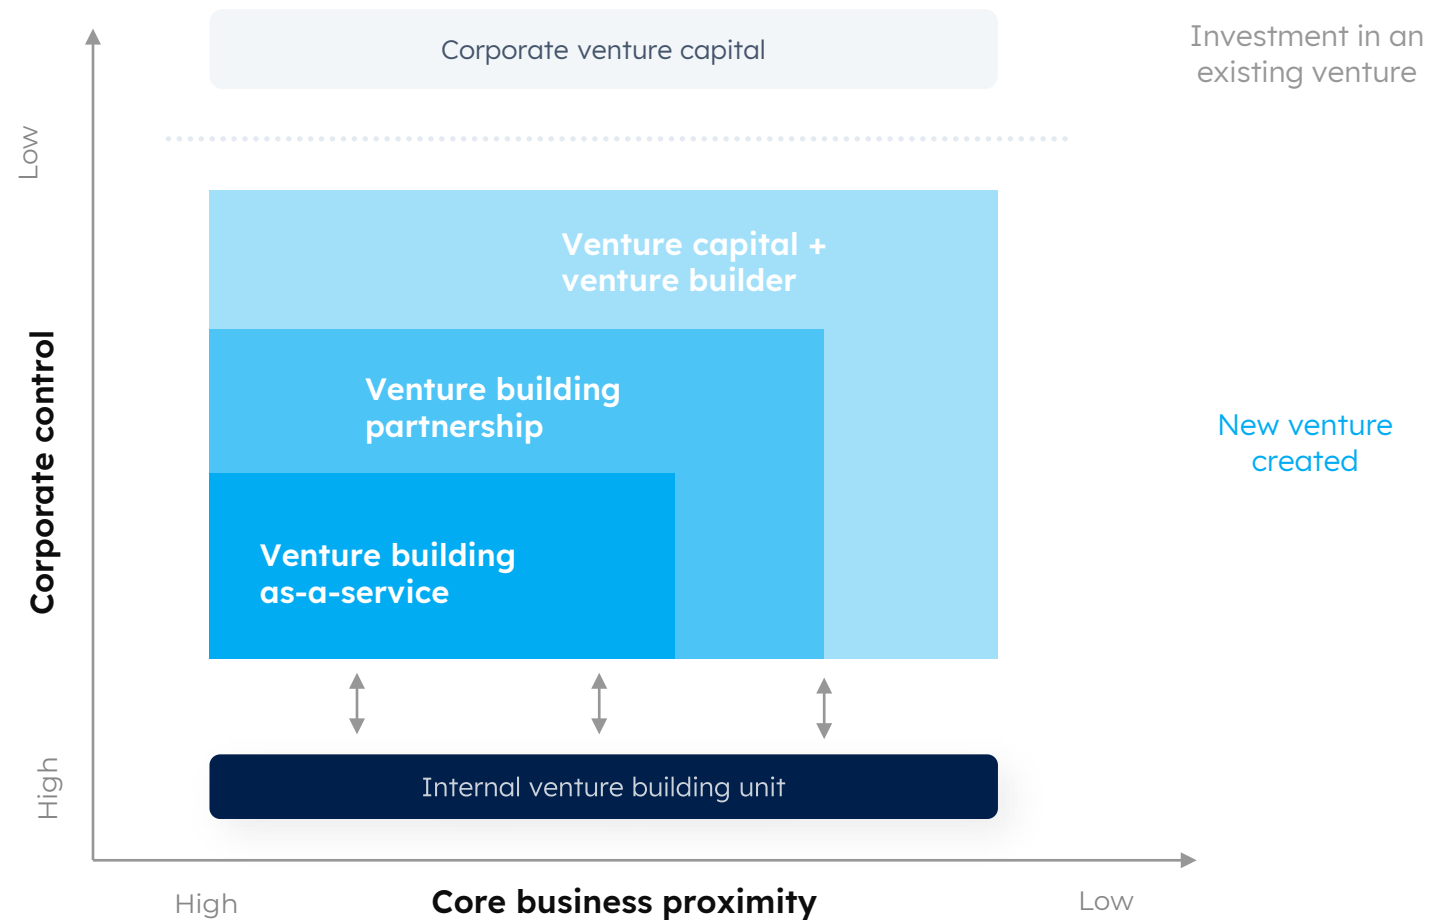 Corporate venture capital
Investment in an
existing venture
Low
Venture capital +
venture builder
Corporate control
Venture building
partnership
New venture
created
Venture building
as-a-service
High
Internal venture building unit
High
Core business proximity
Low